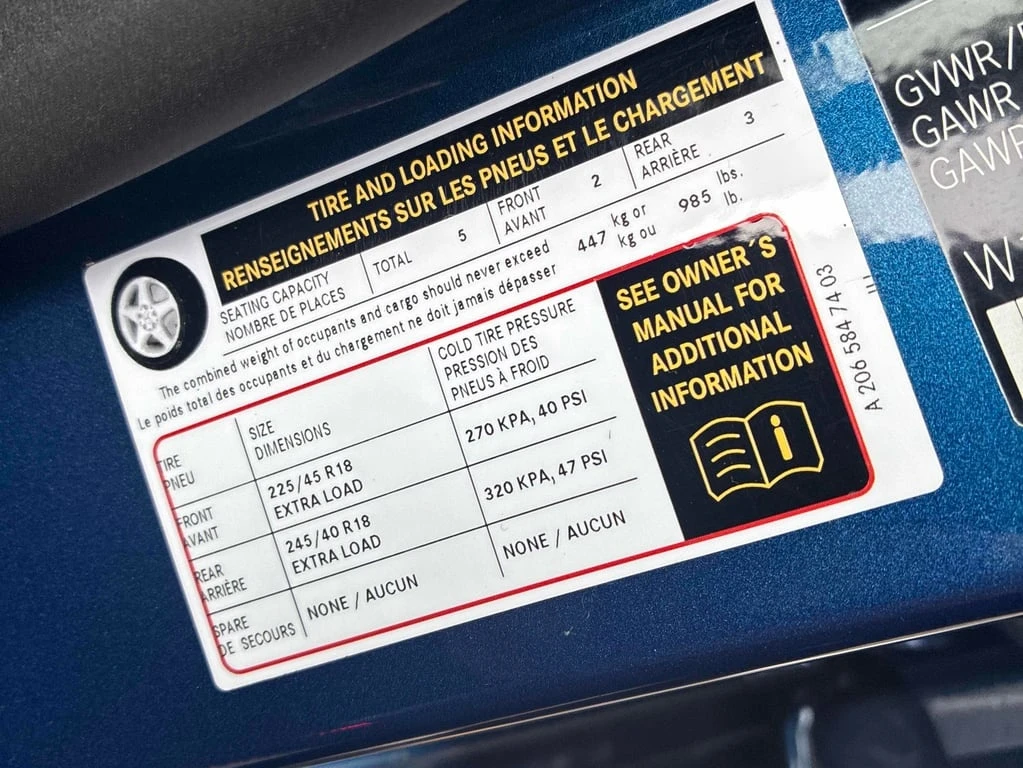 TIRE AND LOADING INFORMATION
RENSEIGNEMENTS SUR LES PNEUS ET LE CHARGEMENT
SEATING CAPACITY
NOMBRE DE PLACES
TOTAL 5
FRONT
AVANT
2
REAR
ARRIÈRE
3
The combined weight of occupants and cargo should never exceed 447 kg or 985 lbs.
Le poids total des occupants et du chargement ne doit jamais dépasser kg ou lb.
TIRE
PNEU
SIZE
DIMENSIONS
COLD TIRE PRESSURE
PRESSION DES
PNEUS À FROID
FRONT
AVANT
225/45 R18
EXTRA LOAD
270 KPA, 40 PSI
REAR
ARRIÈRE
245/40 R18
EXTRA LOAD
320 KPA, 47 PSI
SPARE
DE SECOURS
NONE / AUCUN
NONE / AUCUN
SEE OWNER´S
MANUAL FOR
ADDITIONAL
INFORMATION
A 206 584 74 03
GVWR /
GAWR
GAWR
W